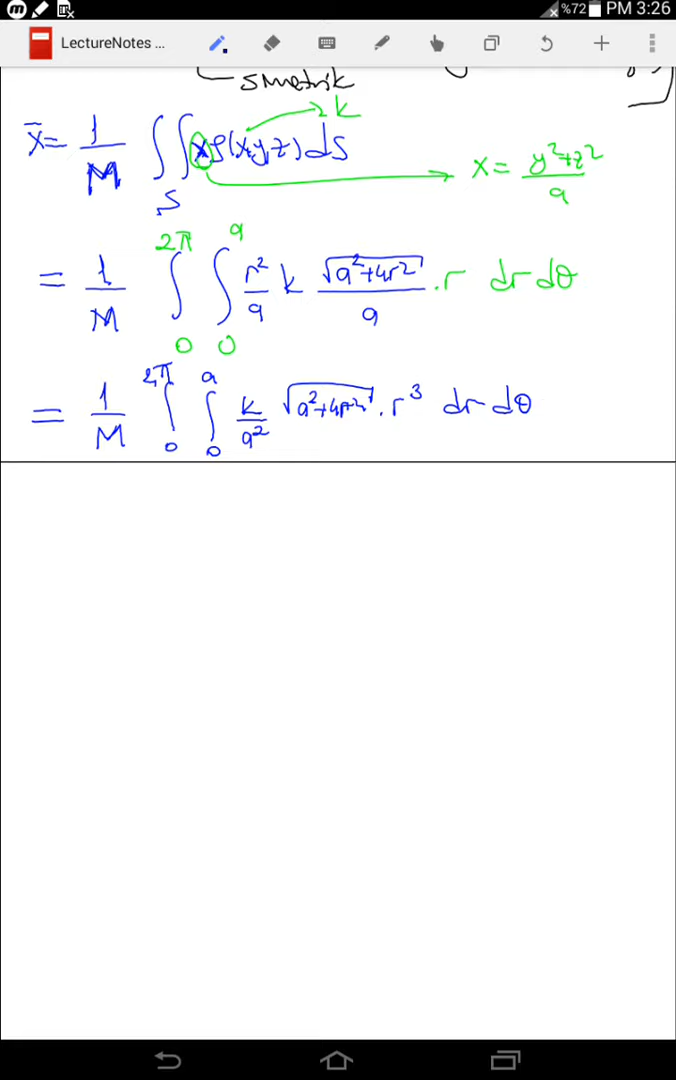 %72 PM 3:26
LectureNotes ...
simetrik
x̄ = 1/M ∫∫_S x ρ(x,y,z) dS → k
x = (y²+z²)/a
= 1/M ∫₀^{2π} ∫₀^a r²/a k √(a²+4r²)/a . r dr dθ
= 1/M ∫₀^{2π} ∫₀^a k/a² √(a²+4r²) . r³ dr dθ